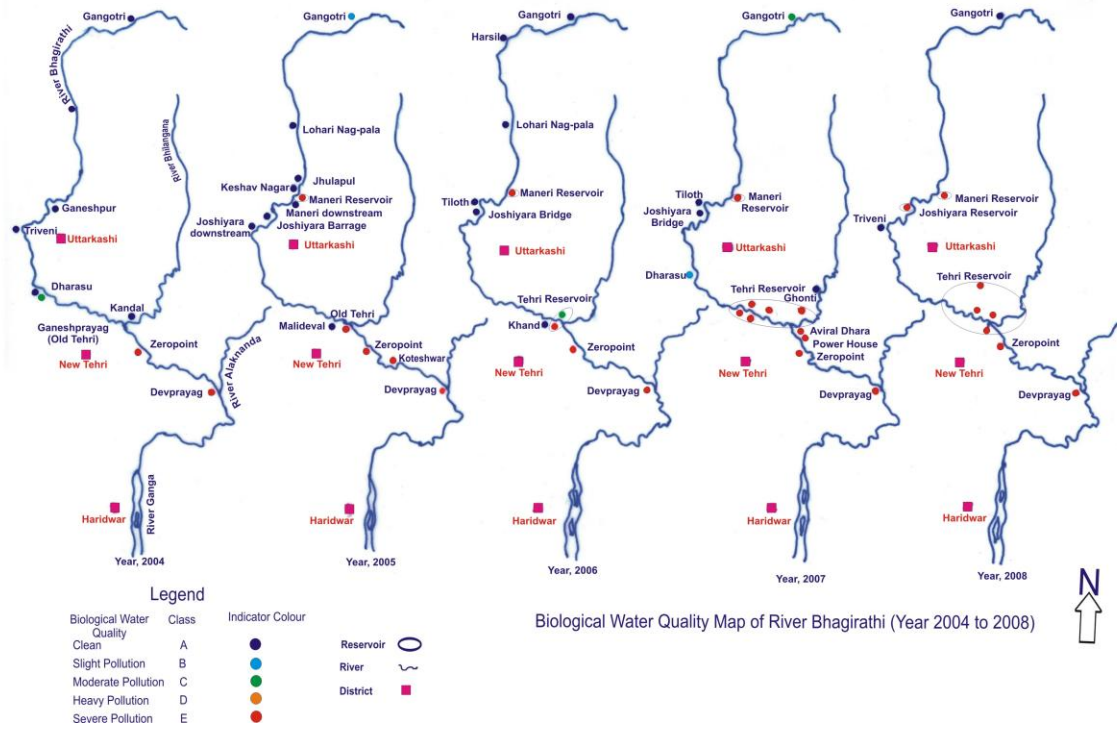 Gangotri
River Bhagirathi
River Bhilangana
Ganeshpur
Triveni
Uttarkashi
Dharasu
Kandal
Ganeshprayag
(Old Tehri)
New Tehri
Zeropoint
River Alaknanda
Devprayag
River Ganga
Haridwar
Year, 2004
Gangotri
Lohari Nag-pala
Jhulapul
Keshav Nagar
Maneri Reservoir
Maneri downstream
Joshiyara Barrage
Joshiyara
downstream
Uttarkashi
Old Tehri
Malideval
Zeropoint
Koteshwar
New Tehri
Devprayag
Haridwar
Year, 2005
Gangotri
Harsil
Lohari Nag-pala
Maneri Reservoir
Tiloth
Joshiyara Bridge
Uttarkashi
Tehri Reservoir
Khand
Zeropoint
New Tehri
Devprayag
Haridwar
Year, 2006
Gangotri
Tiloth
Maneri
Reservoir
Joshiyara
Bridge
Uttarkashi
Dharasu
Tehri Reservoir
Ghonti
Aviral Dhara
Power House
Zeropoint
New Tehri
Devprayag
Haridwar
Year, 2007
Gangotri
Maneri Reservoir
Joshiyara Reservoir
Triveni
Uttarkashi
Tehri Reservoir
Zeropoint
New Tehri
Devprayag
Haridwar
Year, 2008
Legend
Biological Water
Quality
Class
Indicator Colour
Clean A
Slight Pollution B
Moderate Pollution C
Heavy Pollution D
Severe Pollution E
Reservoir
River
District
Biological Water Quality Map of River Bhagirathi (Year 2004 to 2008)
N